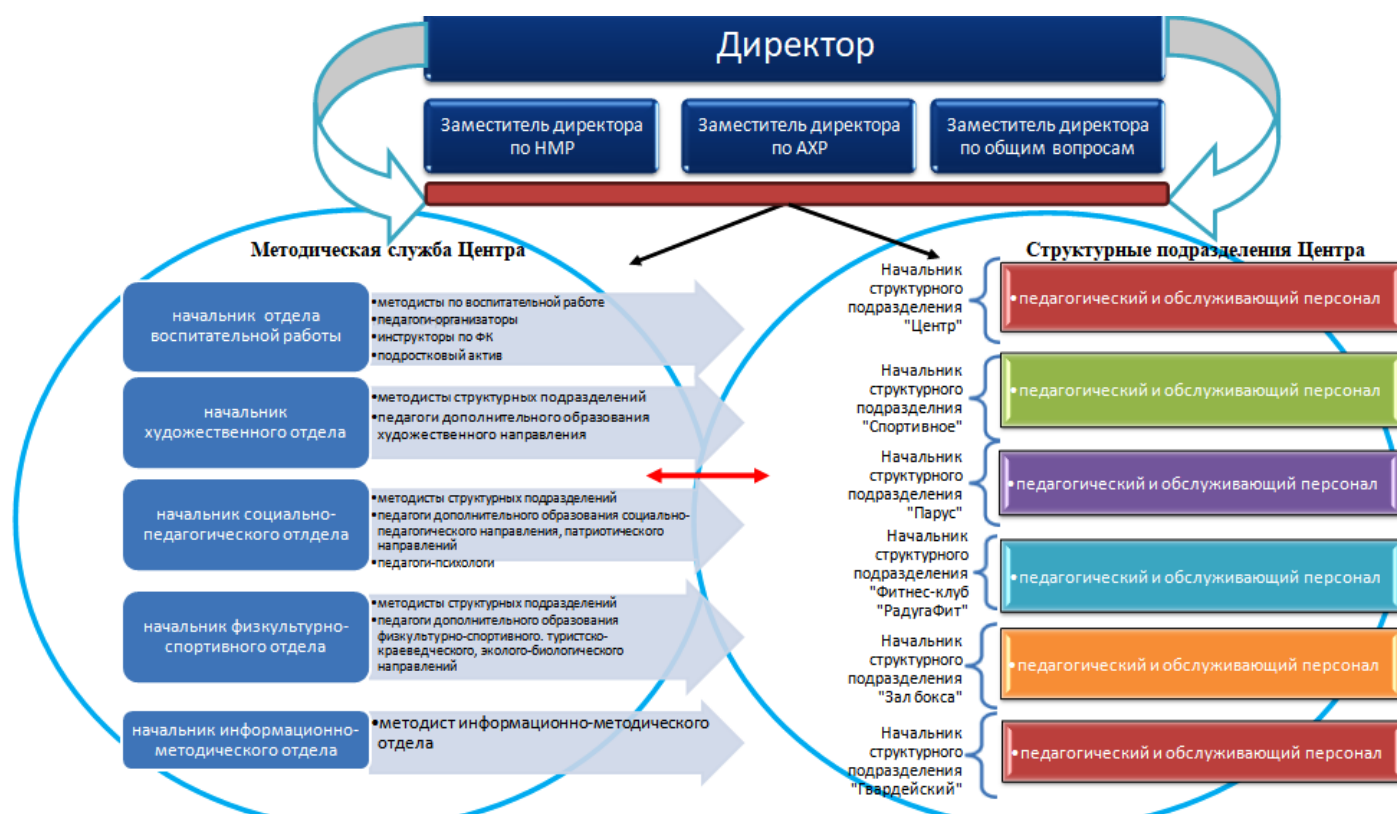 Директор
Заместитель директора
по НМР
Заместитель директора
по АХР
Заместитель директора
по общим вопросам
Методическая служба Центра
начальник отдела
воспитательной работы
•методисты по воспитательной работе
•педагоги-организаторы
•инструкторы по ФК
•подростковый актив
начальник
художественного отдела
•методисты структурных подразделений
•педагоги дополнительного образования
художественного направления
начальник социально-
педагогического отлдела
•методисты структурных подразделений
•педагоги дополнительного образования социально-
педагогического направления, патриотического
направлений
•педагоги-психологи
начальник физкультурно-
спортивного отдела
•методисты структурных подразделений
•педагоги дополнительного образования
физкультурно-спортивного. туристско-
краеведческого, эколого-биологического
направлений
начальник информационно-
методического отдела
•методист информационно-методического
отдела
Структурные подразделения Центра
Начальник
структурного
подразделения
"Центр"
•педагогический и обслуживающий персонал
Начальник
структурного
подразделния
"Спортивное"
•педагогический и обслуживающий персонал
Начальник
структурного
подразделения
"Парус"
•педагогический и обслуживающий персонал
Начальник
структурного
подразделения
"Фитнес-клуб
"РадугаФит"
•педагогический и обслуживающий персонал
Начальник
структурного
подразделения
"Зал бокса"
•педагогический и обслуживающий персонал
Начальник
структурного
подразделения
"Гвардейский"
•педагогический и обслуживающий персонал